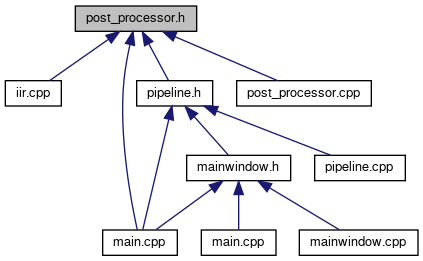 post_processor.h
iir.cpp
pipeline.h
post_processor.cpp
mainwindow.h
pipeline.cpp
main.cpp
main.cpp
mainwindow.cpp